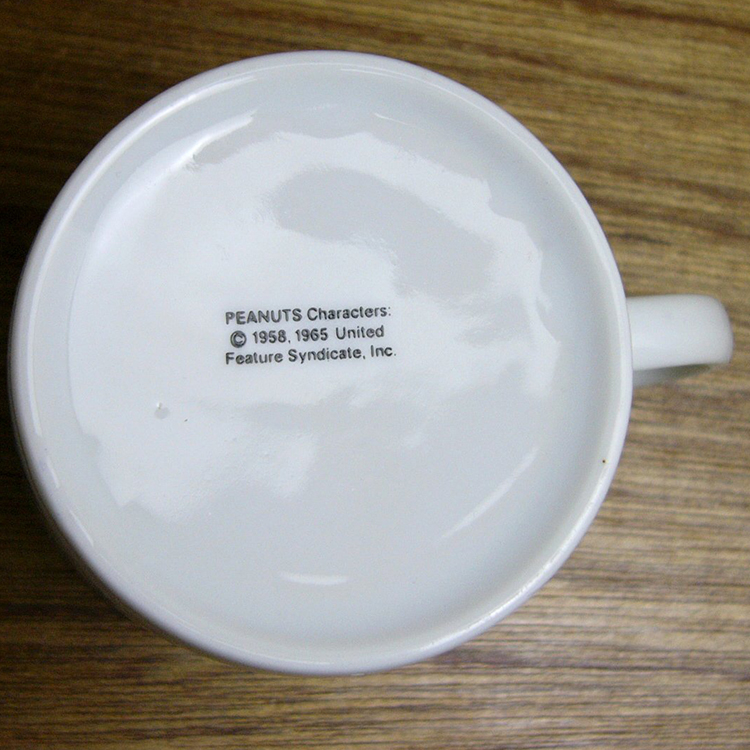 PEANUTS Characters:
© 1958, 1965 United
Feature Syndicate, Inc.